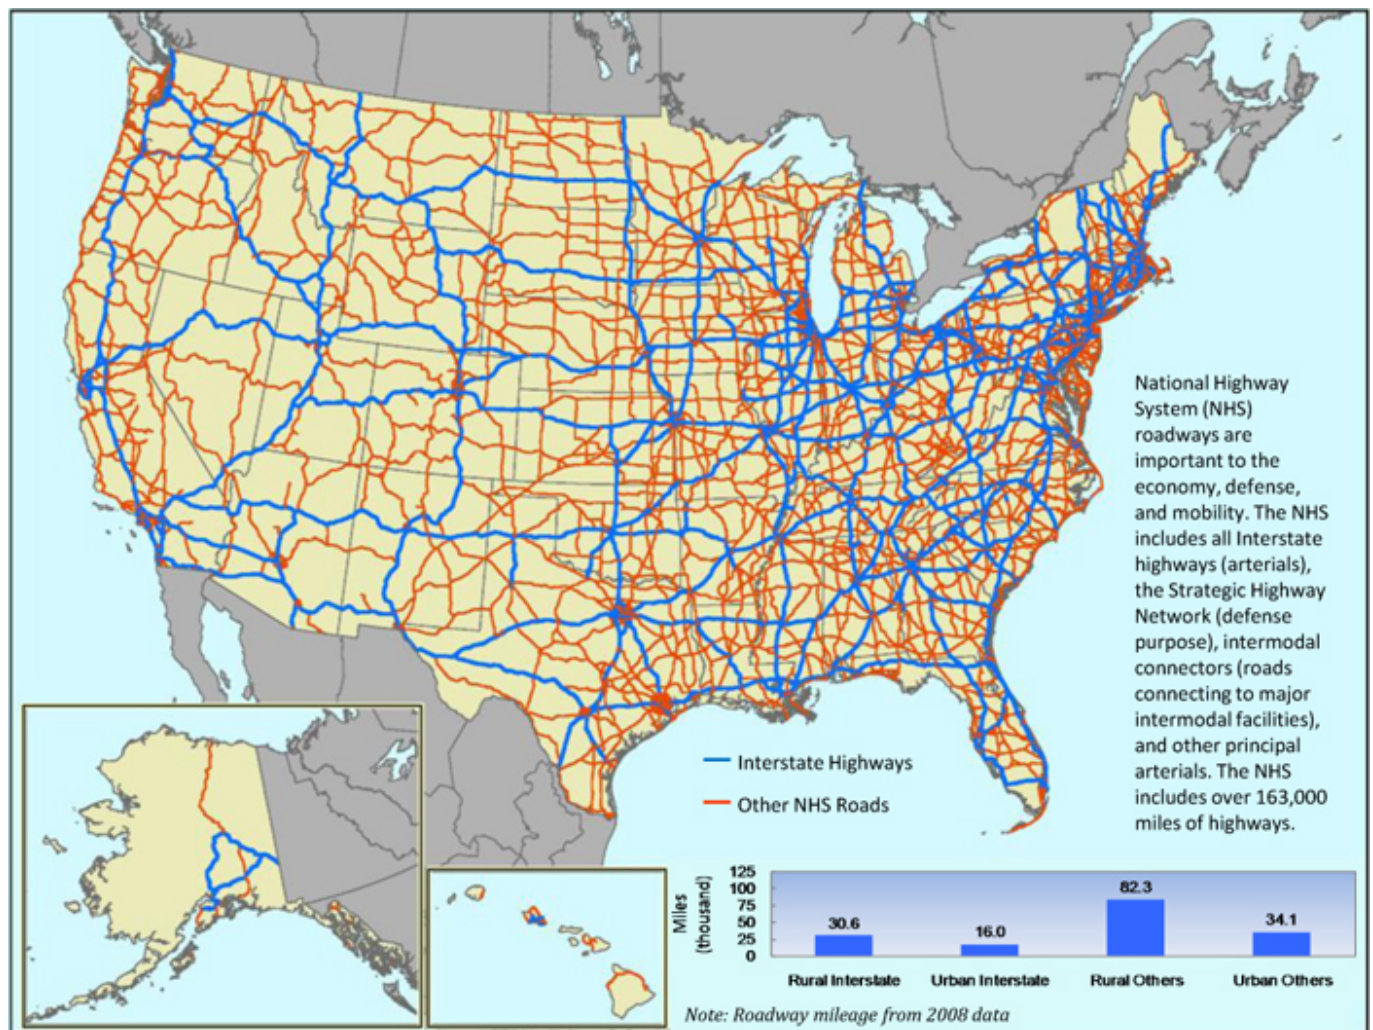 National Highway
System (NHS)
roadways are
important to the
economy, defense,
and mobility. The NHS
includes all Interstate
highways (arterials),
the Strategic Highway
Network (defense
purpose), intermodal
connectors (roads
connecting to major
intermodal facilities),
and other principal
arterials. The NHS
includes over 163,000
miles of highways.
Interstate Highways
Other NHS Roads
Miles
(thousand)
125
100
75
50
25
0
30.6
16.0
82.3
34.1
Rural Interstate
Urban Interstate
Rural Others
Urban Others
Note: Roadway mileage from 2008 data